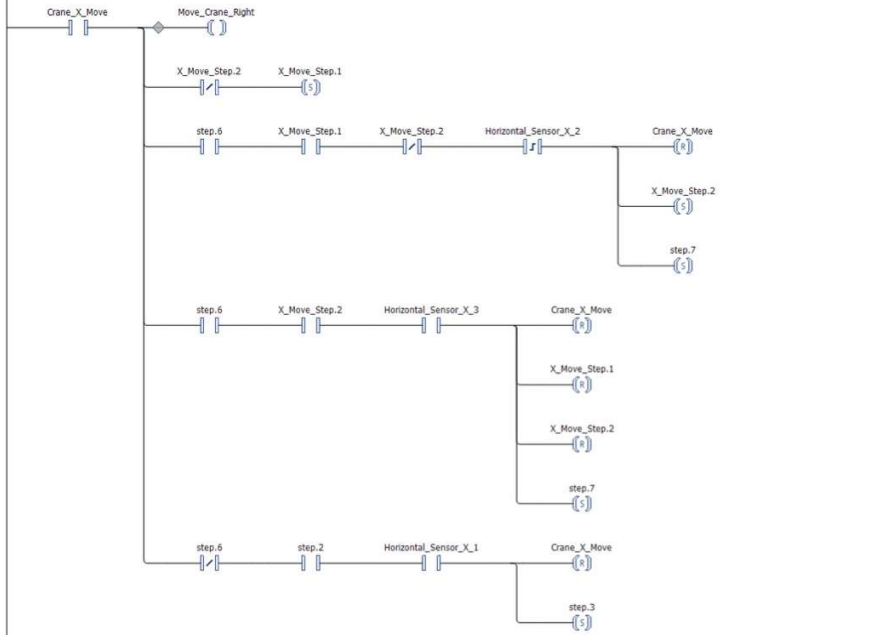 Crane_X_Move Move_Crane_Right
X_Move_Step.2 X_Move_Step.1
S
step.6 X_Move_Step.1 X_Move_Step.2 Horizontal_Sensor_X_2 Crane_X_Move
R
X_Move_Step.2
S
step.7
S
step.6 X_Move_Step.2 Horizontal_Sensor_X_3 Crane_X_Move
R
X_Move_Step.1
R
X_Move_Step.2
R
step.7
S
step.6 step.2 Horizontal_Sensor_X_1 Crane_X_Move
R
step.3
S